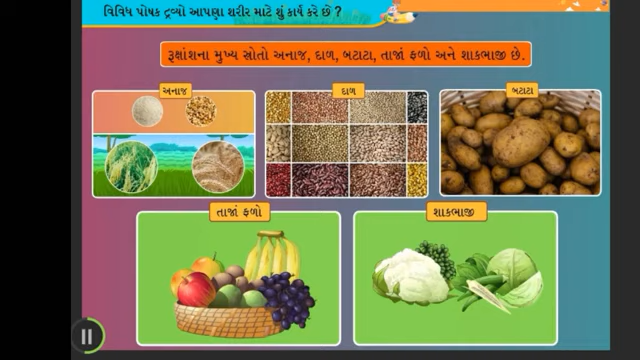 વિવિધ પોષક દ્રવ્યો આપણા શરીર માટે શું કાર્ય કરે છે ?
રૂક્ષાંશના મુખ્ય સ્રોતો અનાજ, દાળ, બટાટા, તાજાં ફળો અને શાકભાજી છે.
અનાજ
દાળ
બટાટા
તાજાં ફળો
શાકભાજી